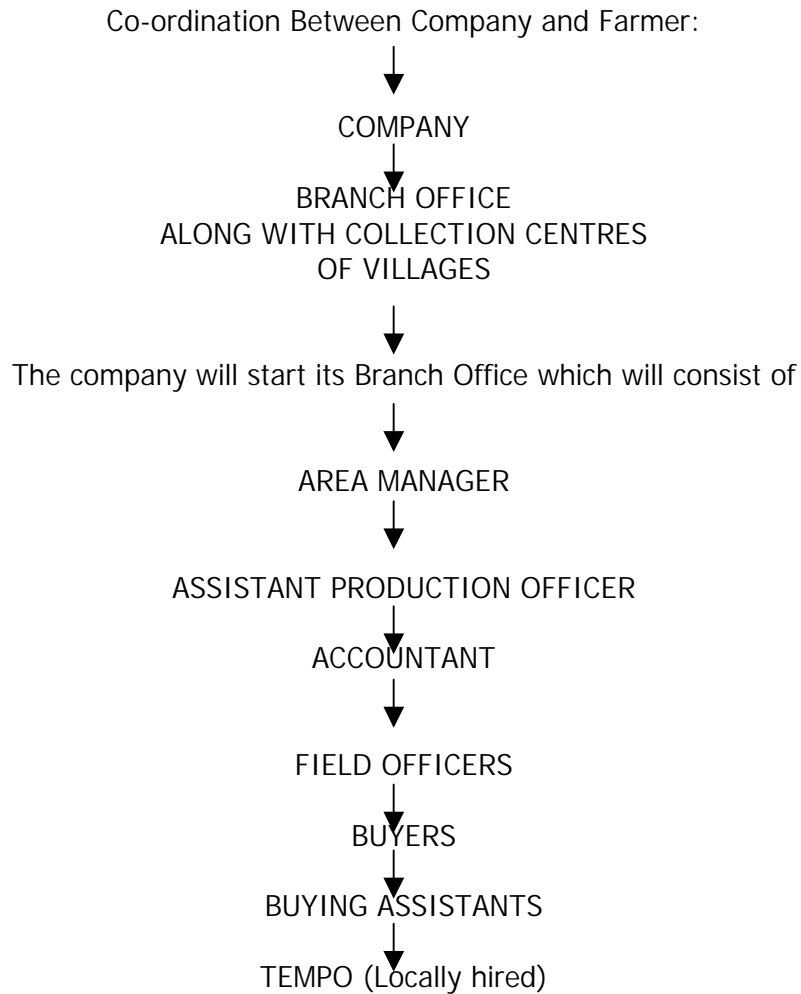 Co-ordination Between Company and Farmer:
COMPANY
BRANCH OFFICE
ALONG WITH COLLECTION CENTRES
OF VILLAGES
The company will start its Branch Office which will consist of
AREA MANAGER
ASSISTANT PRODUCTION OFFICER
ACCOUNTANT
FIELD OFFICERS
BUYERS
BUYING ASSISTANTS
TEMPO (Locally hired)